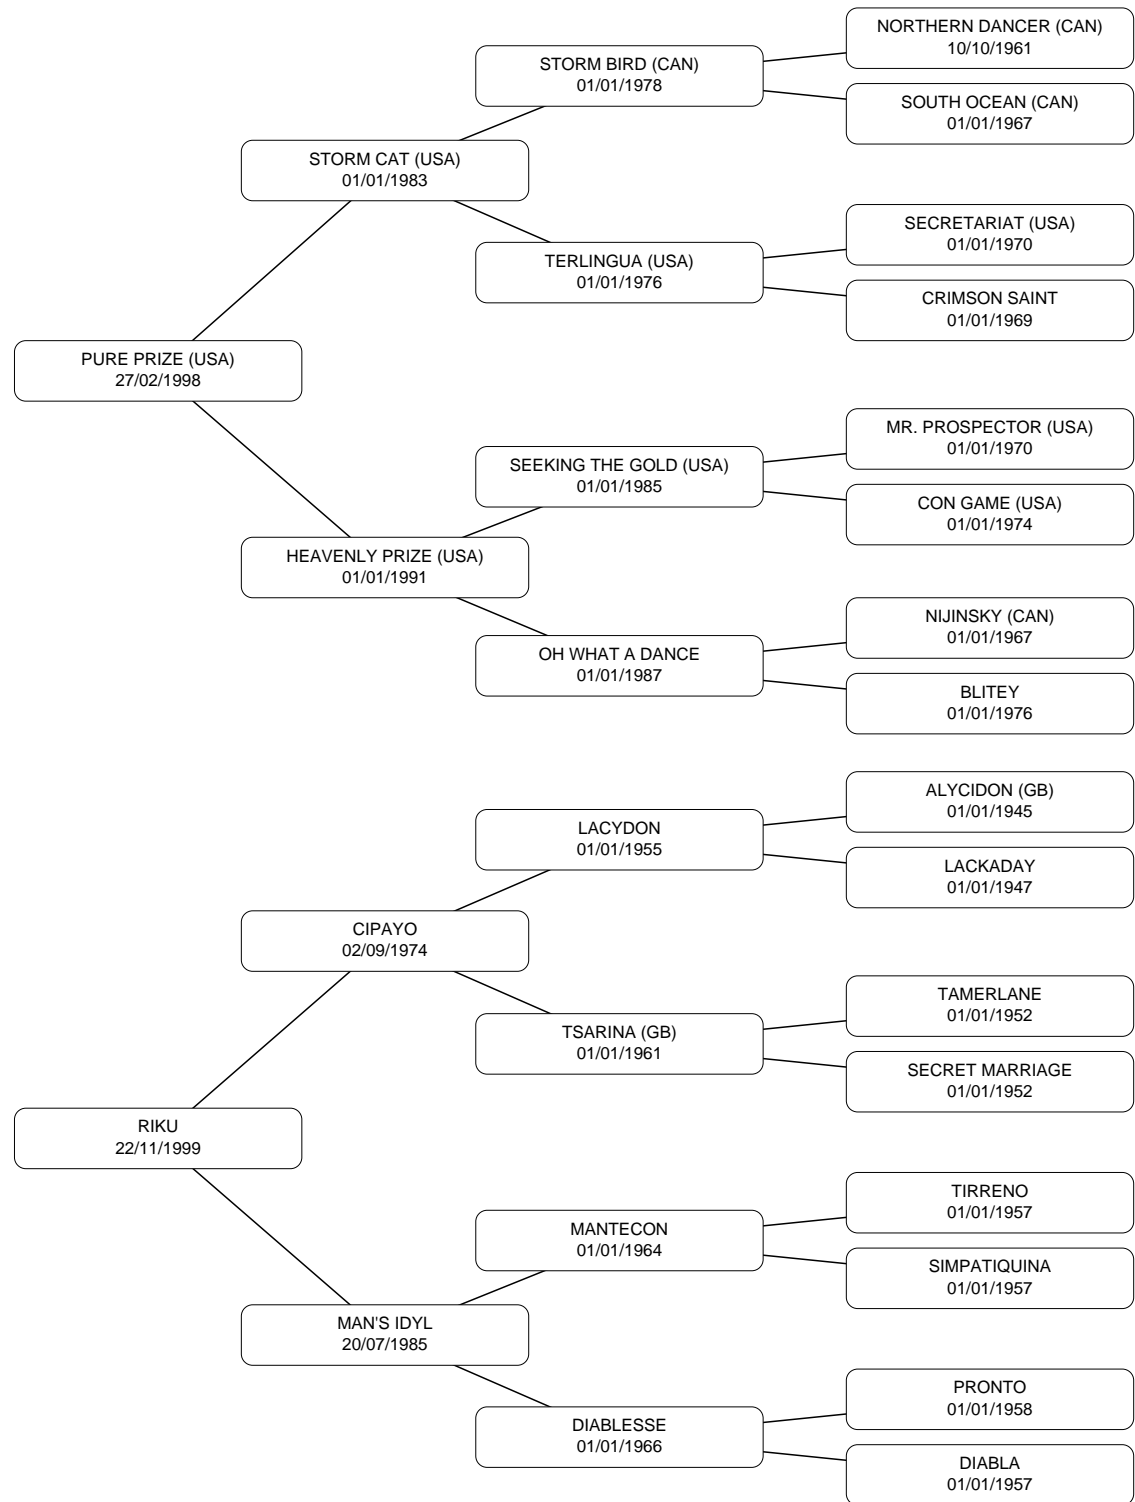 NORTHERN DANCER (CAN)
10/10/1961
STORM BIRD (CAN)
01/01/1978
SOUTH OCEAN (CAN)
01/01/1967
STORM CAT (USA)
01/01/1983
SECRETARIAT (USA)
01/01/1970
TERLINGUA (USA)
01/01/1976
CRIMSON SAINT
01/01/1969
PURE PRIZE (USA)
27/02/1998
MR. PROSPECTOR (USA)
01/01/1970
SEEKING THE GOLD (USA)
01/01/1985
CON GAME (USA)
01/01/1974
HEAVENLY PRIZE (USA)
01/01/1991
NIJINSKY (CAN)
01/01/1967
OH WHAT A DANCE
01/01/1987
BLITEY
01/01/1976
ALYCIDON (GB)
01/01/1945
LACYDON
01/01/1955
LACKADAY
01/01/1947
CIPAYO
02/09/1974
TAMERLANE
01/01/1952
TSARINA (GB)
01/01/1961
SECRET MARRIAGE
01/01/1952
RIKU
22/11/1999
TIRRENO
01/01/1957
MANTECON
01/01/1964
SIMPATIQUINA
01/01/1957
MAN'S IDYL
20/07/1985
PRONTO
01/01/1958
DIABLESSE
01/01/1966
DIABLA
01/01/1957